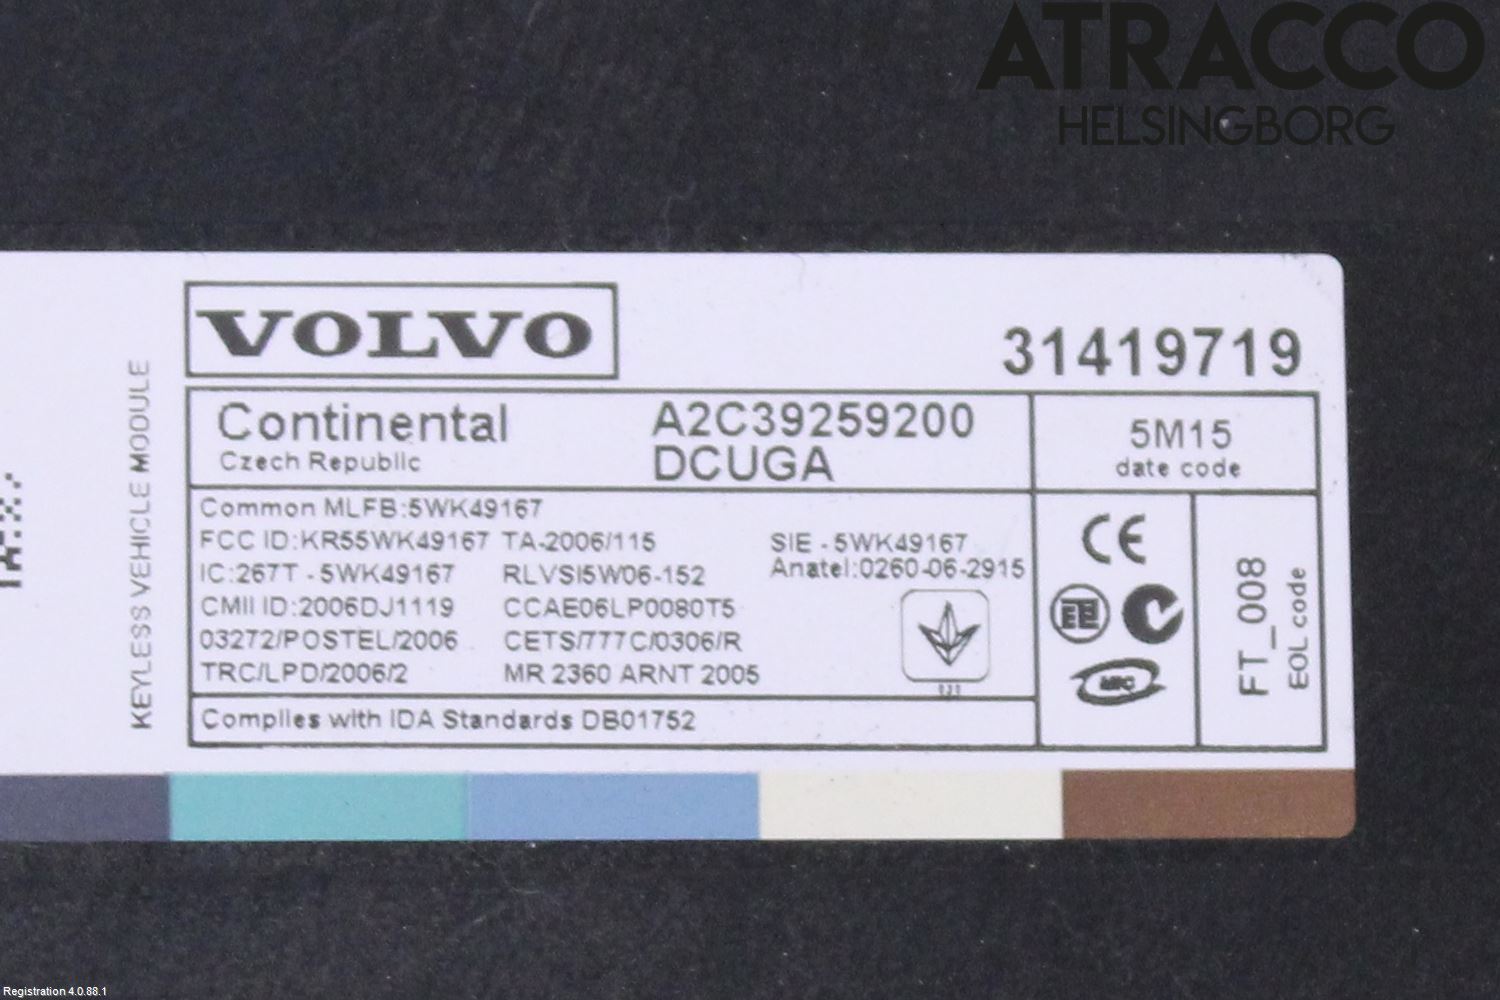 ATRACCO
HELSINGBORG
VOLVO
31419719
KEYLESS VEHICLE MODULE
Continental
Czech Republic
A2C39259200
DCUGA
5M15
date code
Common MLFB:5WK49167
FCC ID:KR55WK49167 TA-2006/115
SIE - 5WK49167
IC:267T - 5WK49167 RLVSI5W06-152
Anatel:0260-06-2915
CMII ID:2006DJ1119 CCAE06LP0080T5
03272/POSTEL/2006 CETS/777C/0306/R
TRC/LPD/2006/2 MR 2360 ARNT 2005
Complies with IDA Standards DB01752
CE
MIC
FT_008
EOL code
Registration 4.0.88.1